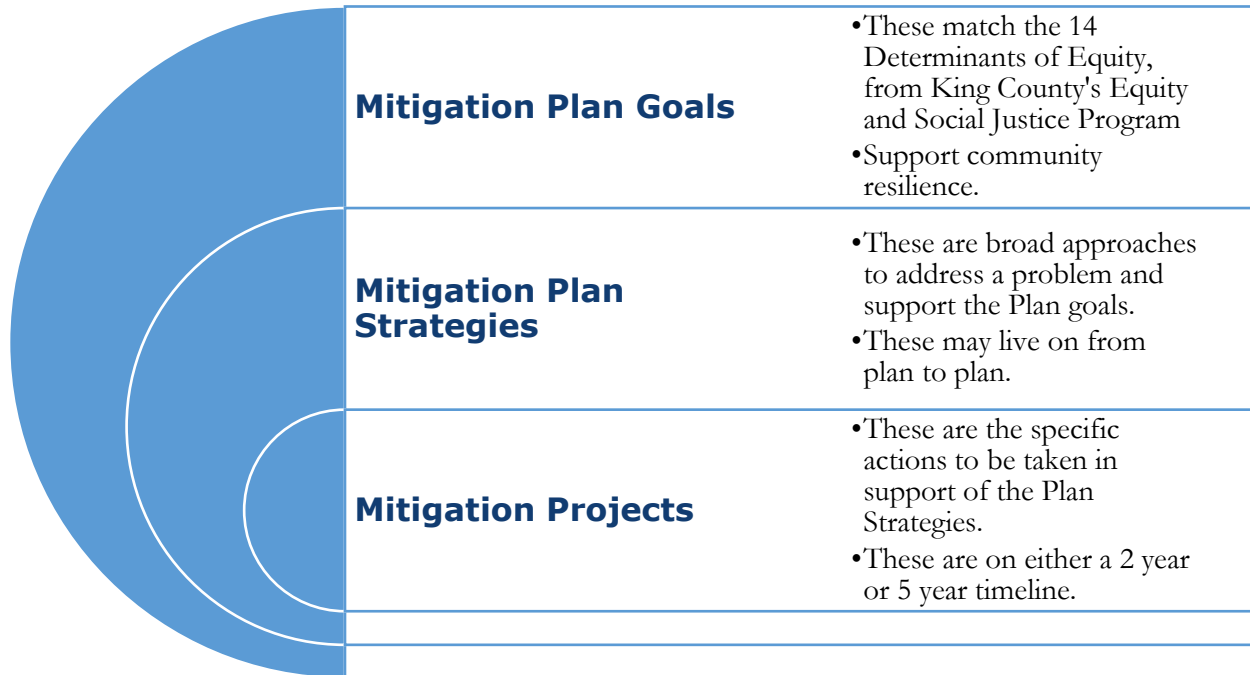 Mitigation Plan Goals
•These match the 14
Determinants of Equity,
from King County's Equity
and Social Justice Program
•Support community
resilience.
Mitigation Plan
Strategies
•These are broad approaches
to address a problem and
support the Plan goals.
•These may live on from
plan to plan.
Mitigation Projects
•These are the specific
actions to be taken in
support of the Plan
Strategies.
•These are on either a 2 year
or 5 year timeline.